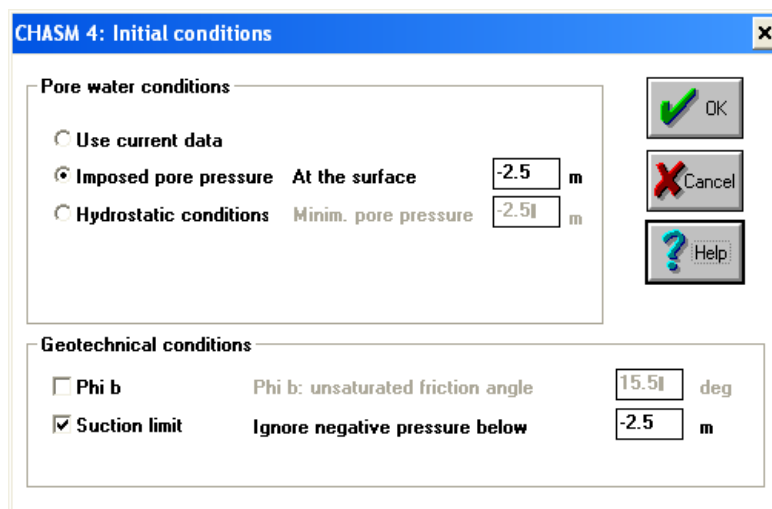 CHASM 4: Initial conditions
Pore water conditions
Use current data
Imposed pore pressure At the surface -2.5 m
Hydrostatic conditions Minim. pore pressure -2.5 m
OK
Cancel
Help
Geotechnical conditions
Phi b Phi b: unsaturated friction angle 15.5 deg
Suction limit Ignore negative pressure below -2.5 m